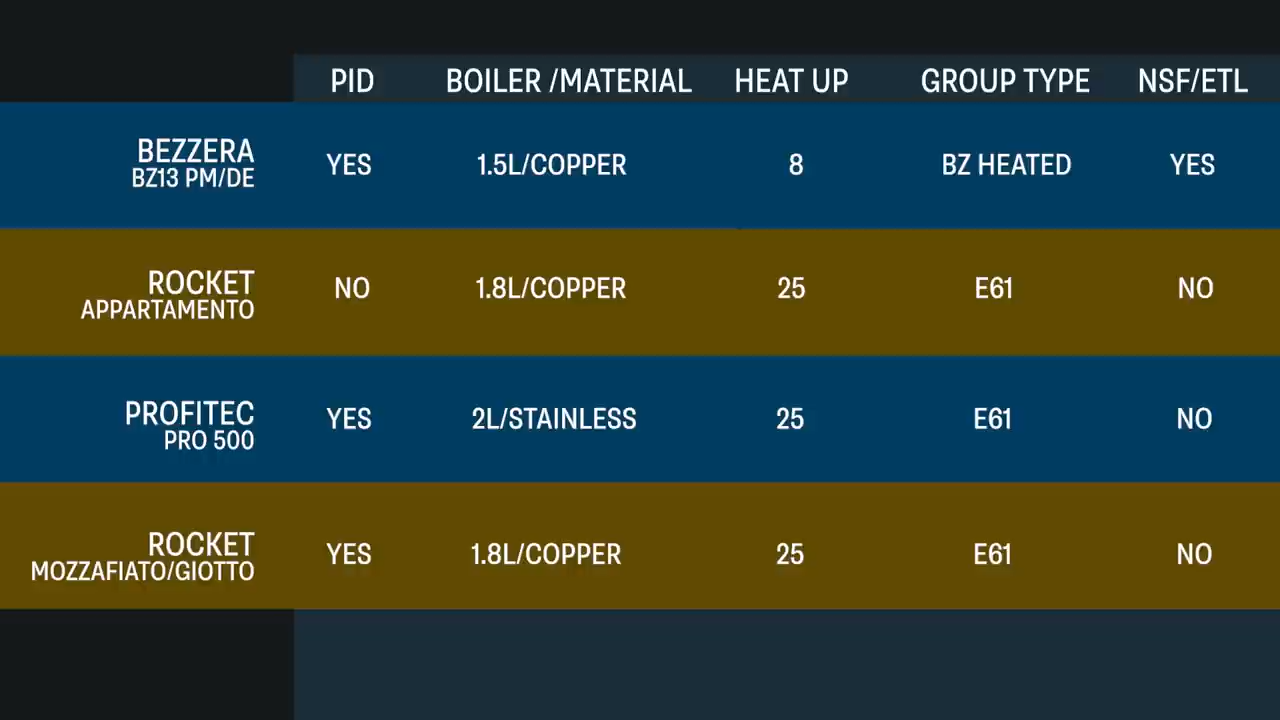 PID BOILER /MATERIAL HEAT UP GROUP TYPE NSF/ETL
BEZZERA
BZ13 PM/DE YES 1.5L/COPPER 8 BZ HEATED YES
ROCKET
APPARTAMENTO NO 1.8L/COPPER 25 E61 NO
PROFITEC
PRO 500 YES 2L/STAINLESS 25 E61 NO
ROCKET
MOZZAFIATO/GIOTTO YES 1.8L/COPPER 25 E61 NO